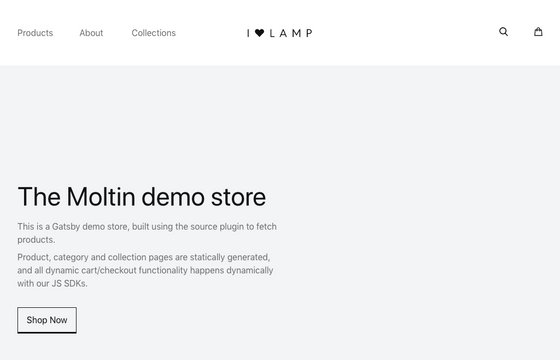 Products About Collections I ♥ LAMP
The Moltin demo store
This is a Gatsby demo store, built using the source plugin to fetch
products.
Product, category and collection pages are statically generated,
and all dynamic cart/checkout functionality happens dynamically
with our JS SDKs.
Shop Now